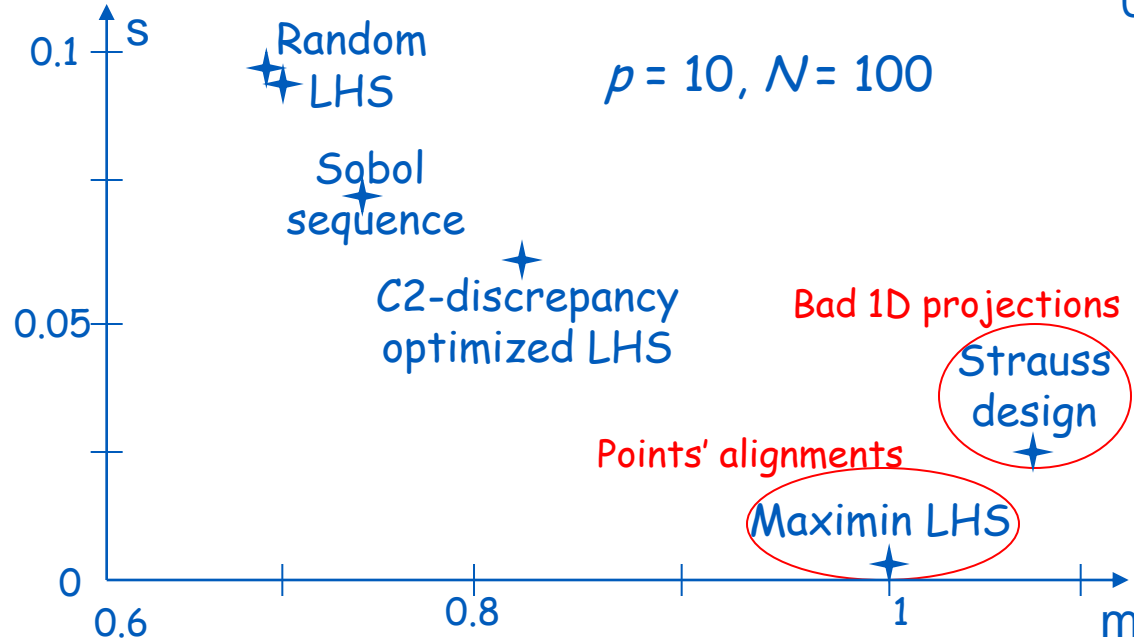 s
0.1
Random
LHS
p = 10, N = 100
Sobol
sequence
C2-discrepancy
optimized LHS
0.05
Bad 1D projections
Strauss
design
Points' alignments
Maximin LHS
0
0.6
0.8
1
m